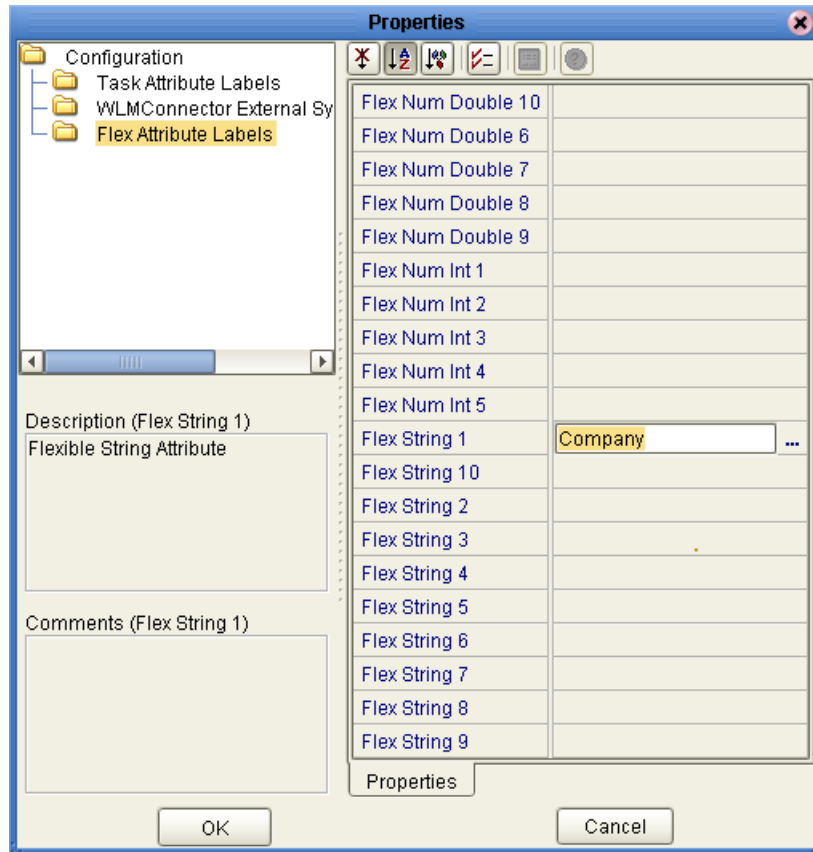 Properties
Configuration
Task Attribute Labels
WLMConnector External Sy
Flex Attribute Labels
Description (Flex String 1)
Flexible String Attribute
Comments (Flex String 1)
Flex Num Double 10
Flex Num Double 6
Flex Num Double 7
Flex Num Double 8
Flex Num Double 9
Flex Num Int 1
Flex Num Int 2
Flex Num Int 3
Flex Num Int 4
Flex Num Int 5
Flex String 1 Company ...
Flex String 10
Flex String 2
Flex String 3
Flex String 4
Flex String 5
Flex String 6
Flex String 7
Flex String 8
Flex String 9
Properties
OK Cancel